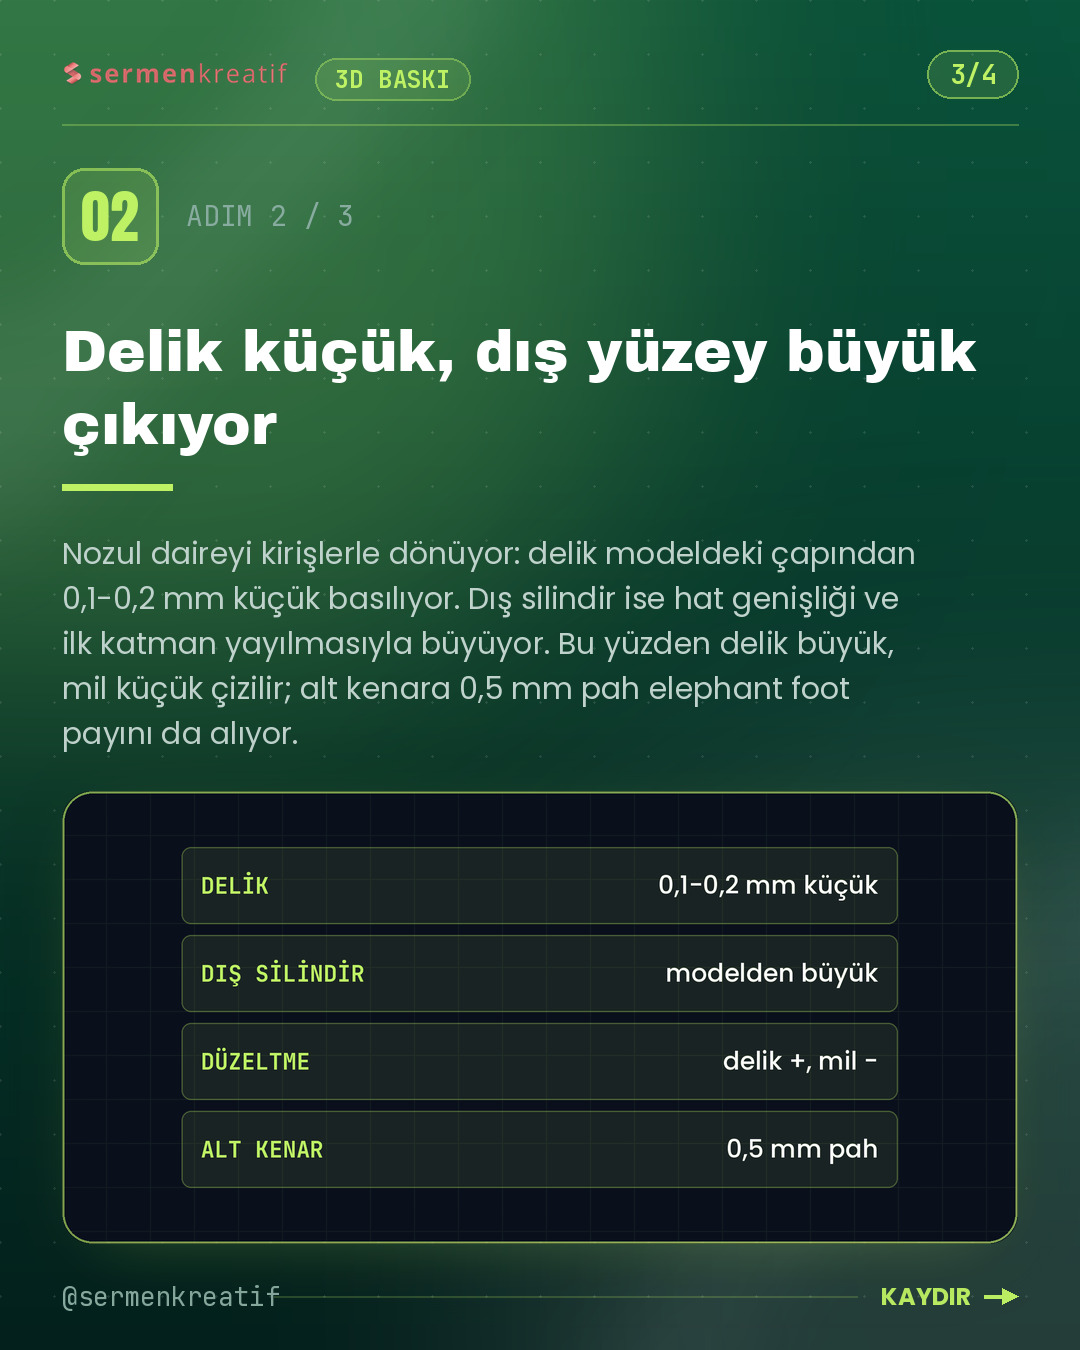 sermenkreatif
3D BASKI
3/4
02
ADIM 2 / 3
Delik küçük, dış yüzey büyük
çıkıyor
Nozul daireyi kirişlerle dönüyor: delik modeldeki çapından
0,1-0,2 mm küçük basılıyor. Dış silindir ise hat genişliği ve
ilk katman yayılmasıyla büyüyor. Bu yüzden delik büyük,
mil küçük çizilir; alt kenara 0,5 mm pah elephant foot
payını da alıyor.
DELİK 0,1-0,2 mm küçük
DIŞ SİLİNDİR modelden büyük
DÜZELTME delik +, mil -
ALT KENAR 0,5 mm pah
@sermenkreatif
KAYDIR